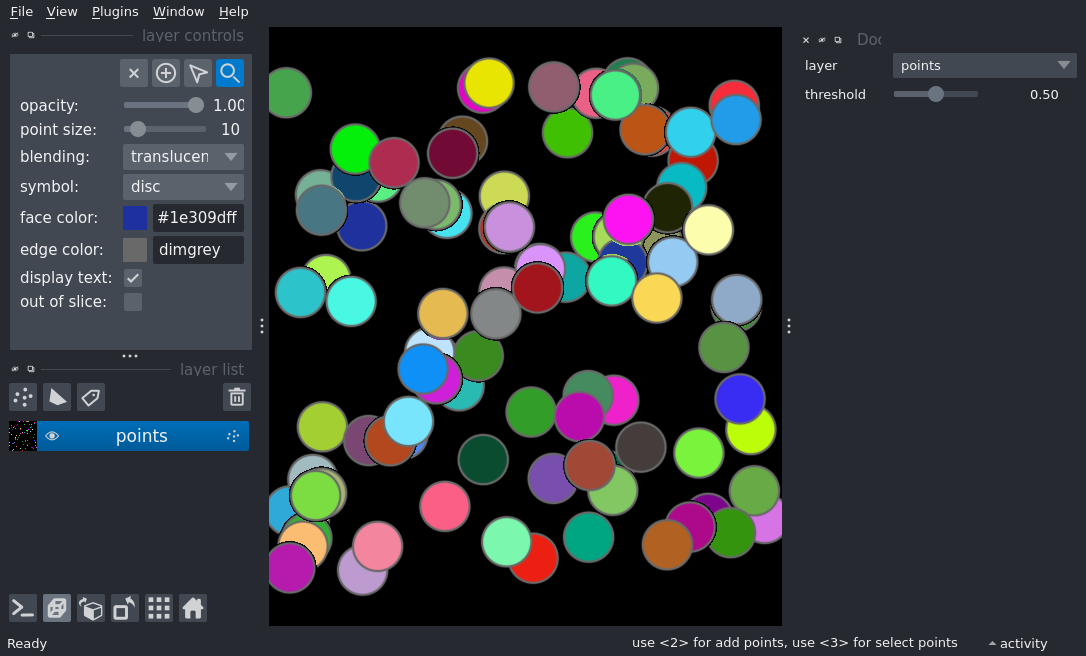 File View Plugins Window Help
layer controls
opacity: 1.00
point size: 10
blending: translucen
symbol: disc
face color: #1e309dff
edge color: dimgrey
display text:
out of slice:
layer list
points
Doc
layer points
threshold 0.50
Ready
use <2> for add points, use <3> for select points
activity